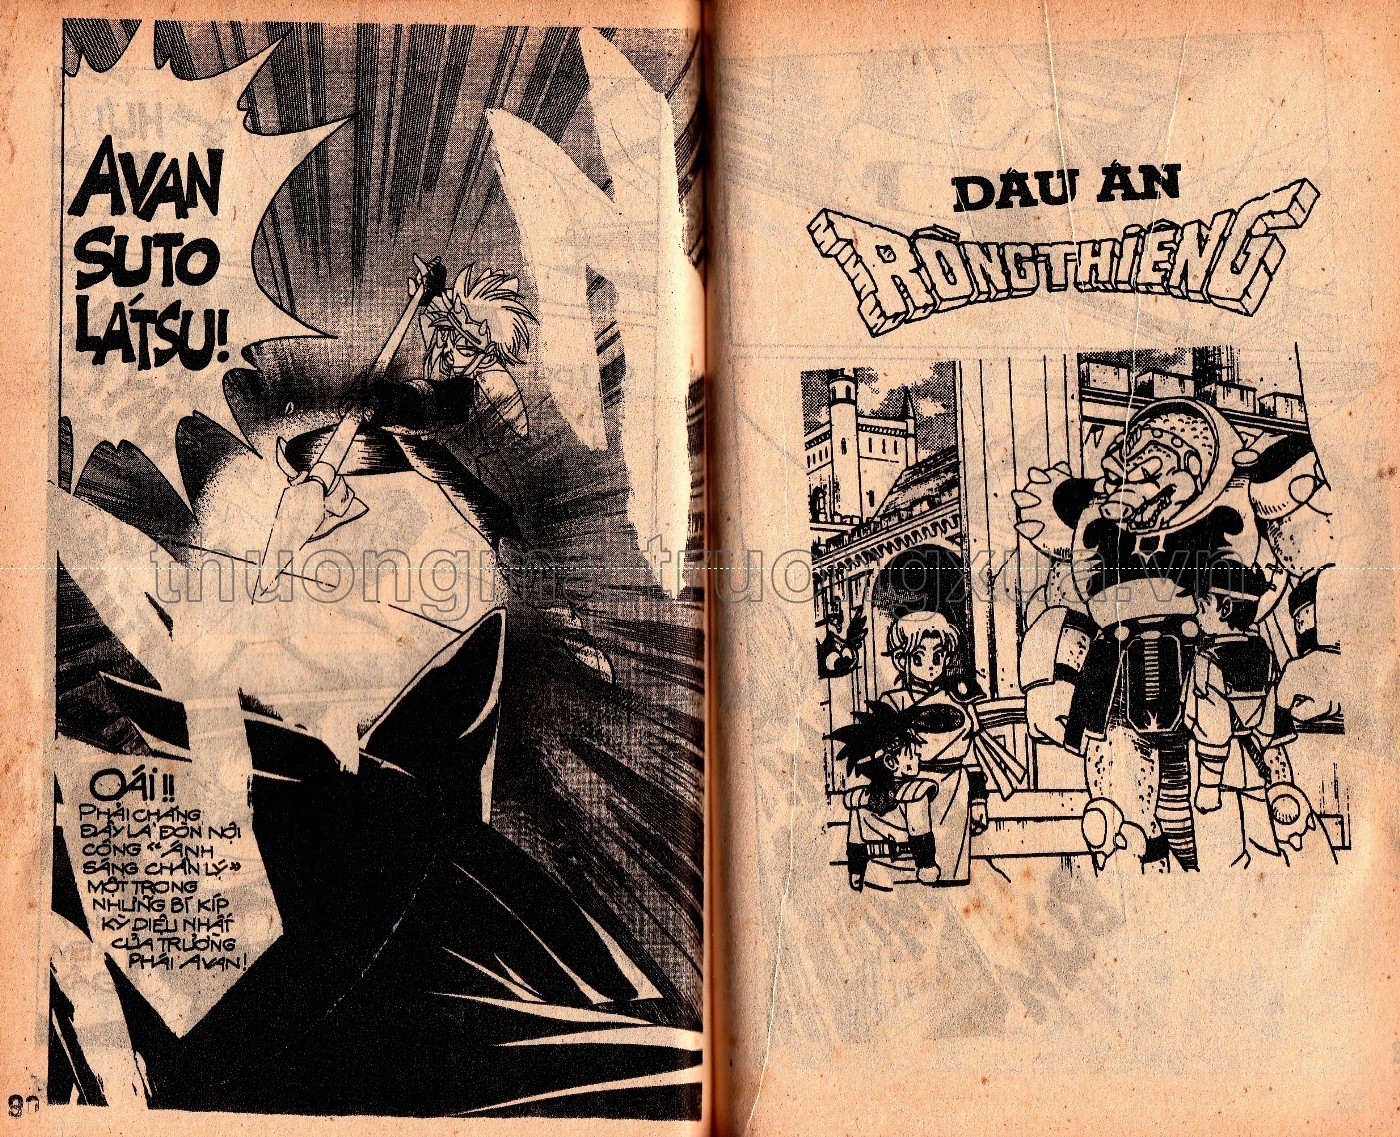 AVAN
SUTO
LÁTSU!
OÁI!!
PHẢI CHĂNG
ĐÂY LÀ ĐÒN NỘI
CÔNG “ÁNH
SÁNG CHÂN LÝ”
MỘT TRONG
NHỮNG BÍ KÍP
KỲ DIỆU NHẤT
CỦA TRƯỜNG
PHÁI AVAN!
DẤU ẤN
RỒNG THIÊNG
thuongmaitruongxua.vn